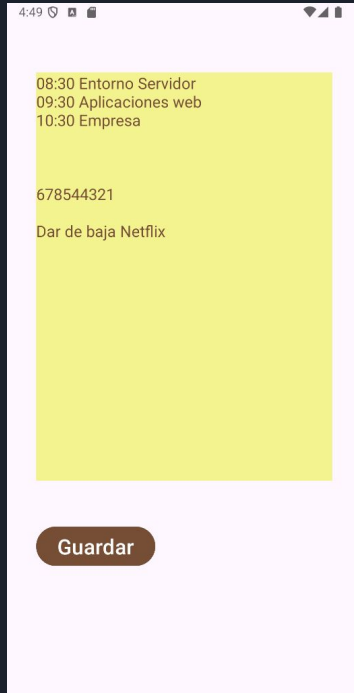 4:49
08:30 Entorno Servidor
09:30 Aplicaciones web
10:30 Empresa
678544321
Dar de baja Netflix
Guardar